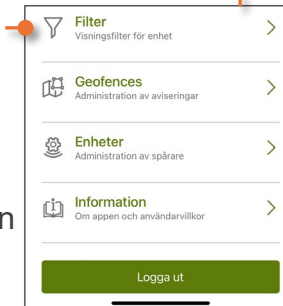 Filter
Visningsfilter för enhet
Geofences
Administration av aviseringar
Enheter
Administration av spårare
n
Information
Om appen och användarvillkor
Logga ut